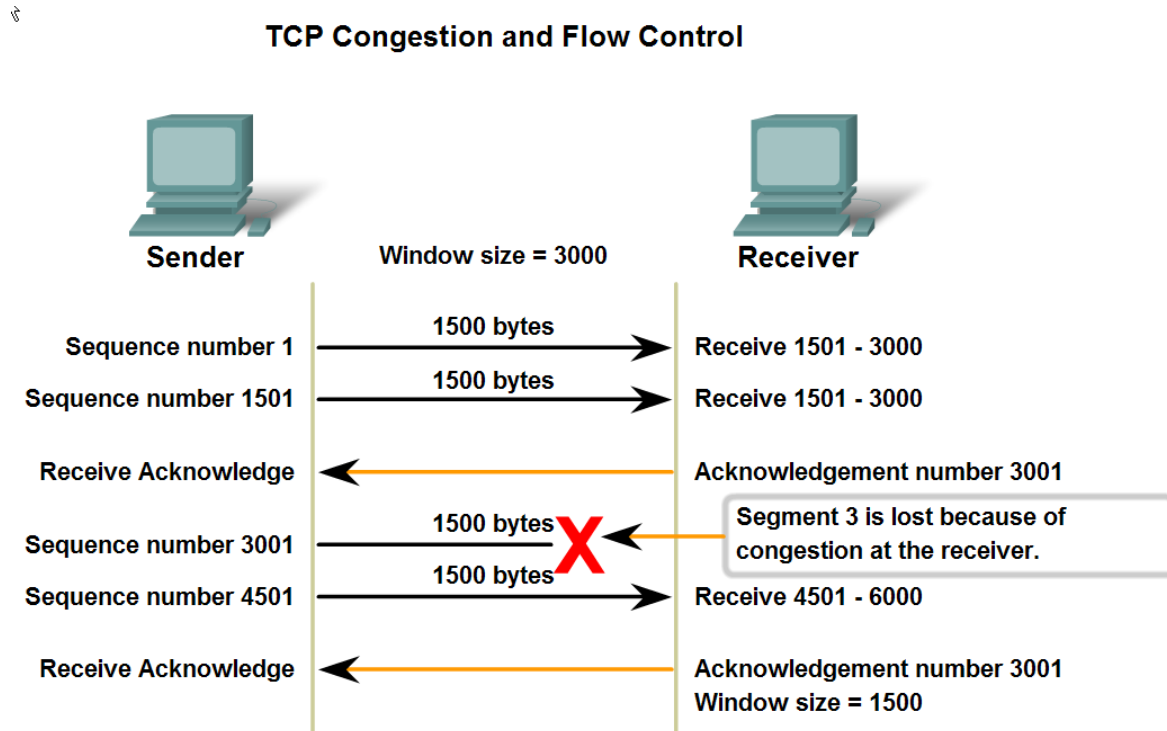 TCP Congestion and Flow Control
Sender
Window size = 3000
Receiver
1500 bytes
Sequence number 1
Receive 1501 - 3000
1500 bytes
Sequence number 1501
Receive 1501 - 3000
Receive Acknowledge
Acknowledgement number 3001
1500 bytes
Sequence number 3001
X
Segment 3 is lost because of
congestion at the receiver.
1500 bytes
Sequence number 4501
Receive 4501 - 6000
Receive Acknowledge
Acknowledgement number 3001
Window size = 1500